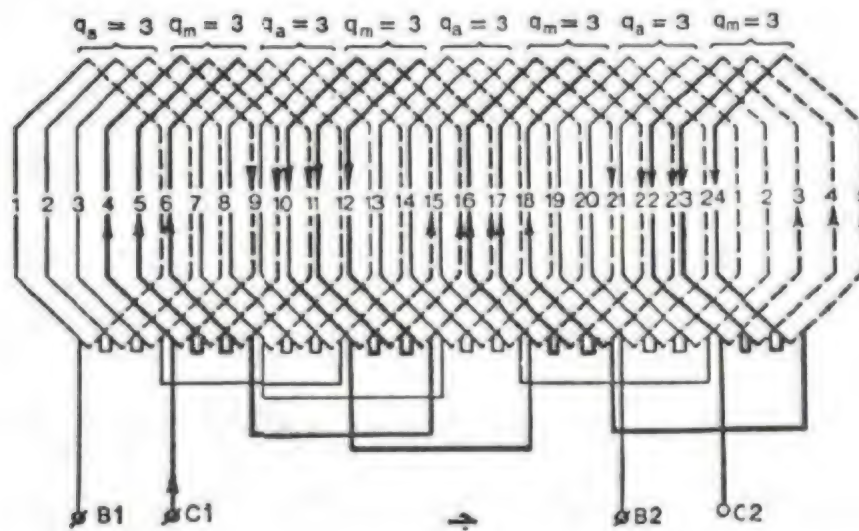 qa = 3 qm = 3 qa = 3 qm = 3 qa = 3 qm = 3 qa = 3 qm = 3
1 2 3 4 5 6 7 8 9 10 11 12 13 14 15 16 17 18 19 20 21 22 23 24 1 2 3 4
B1 C1 B2 C2